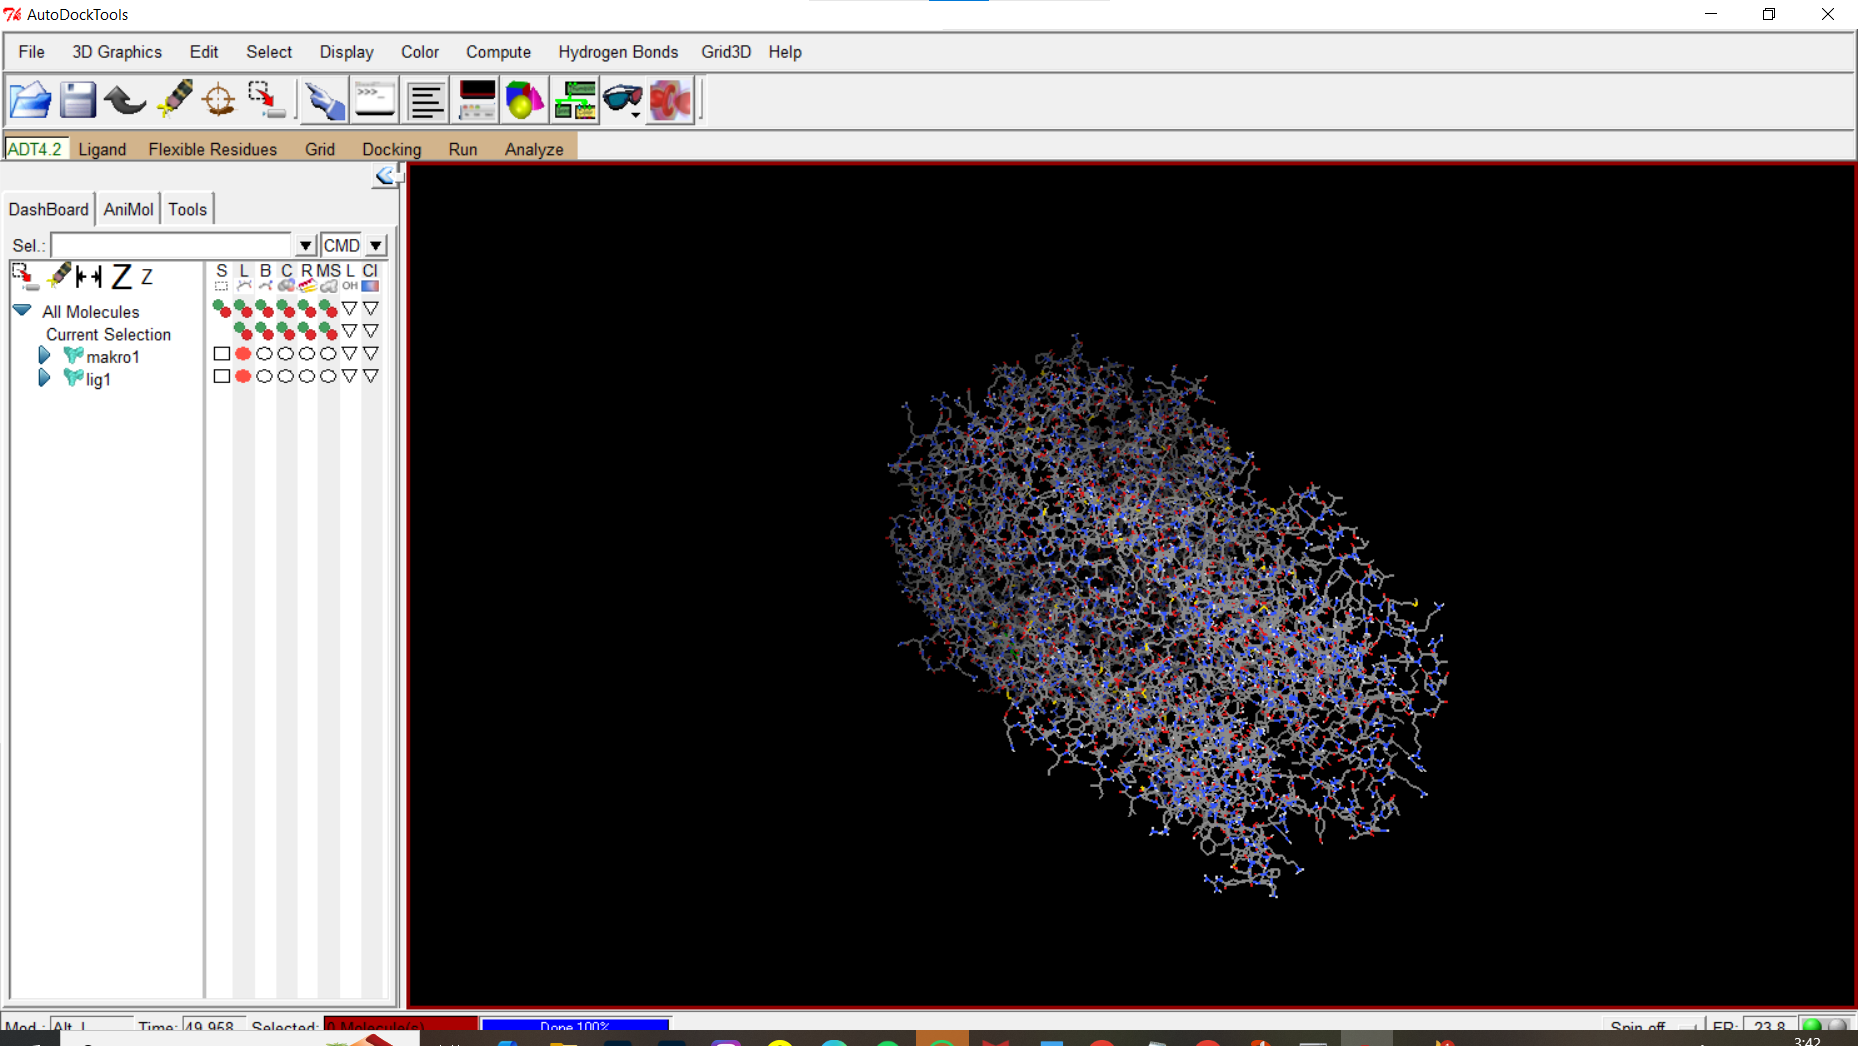 AutoDockTools
File 3D Graphics Edit Select Display Color Compute Hydrogen Bonds Grid3D Help
>>>
ADT4.2 Ligand Flexible Residues Grid Docking Run Analyze
DashBoard AniMol Tools
Sel.: CMD
Z Z S L B C R MS L Cl
OH
All Molecules
Current Selection
makro1
lig1
Mod.: Alt_L Time: 49.958 Selected: 0 Molecule(s) Done 100% Spin off FR: 23.8
3:42